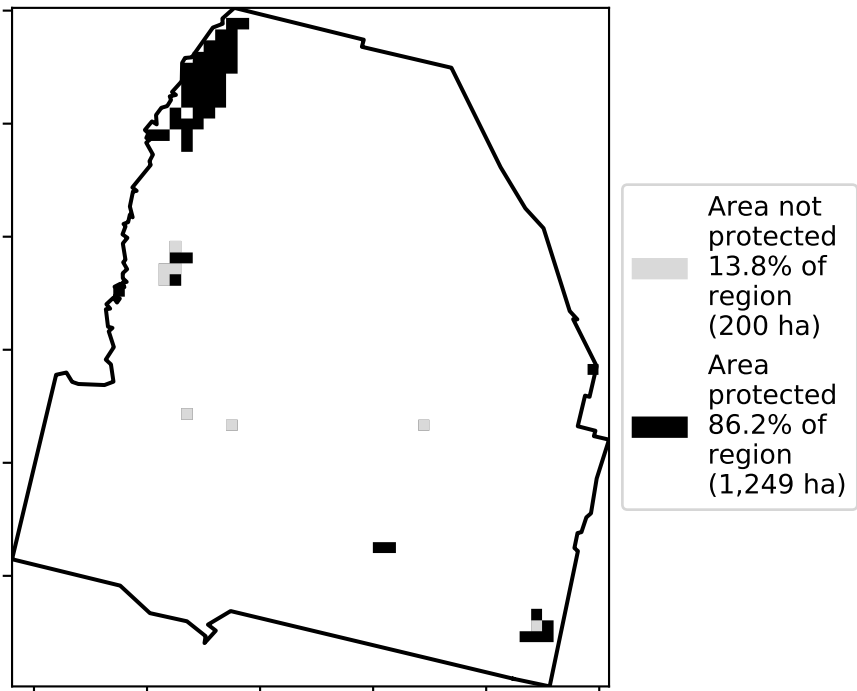 Area not
protected
13.8% of
region
(200 ha)
Area
protected
86.2% of
region
(1,249 ha)